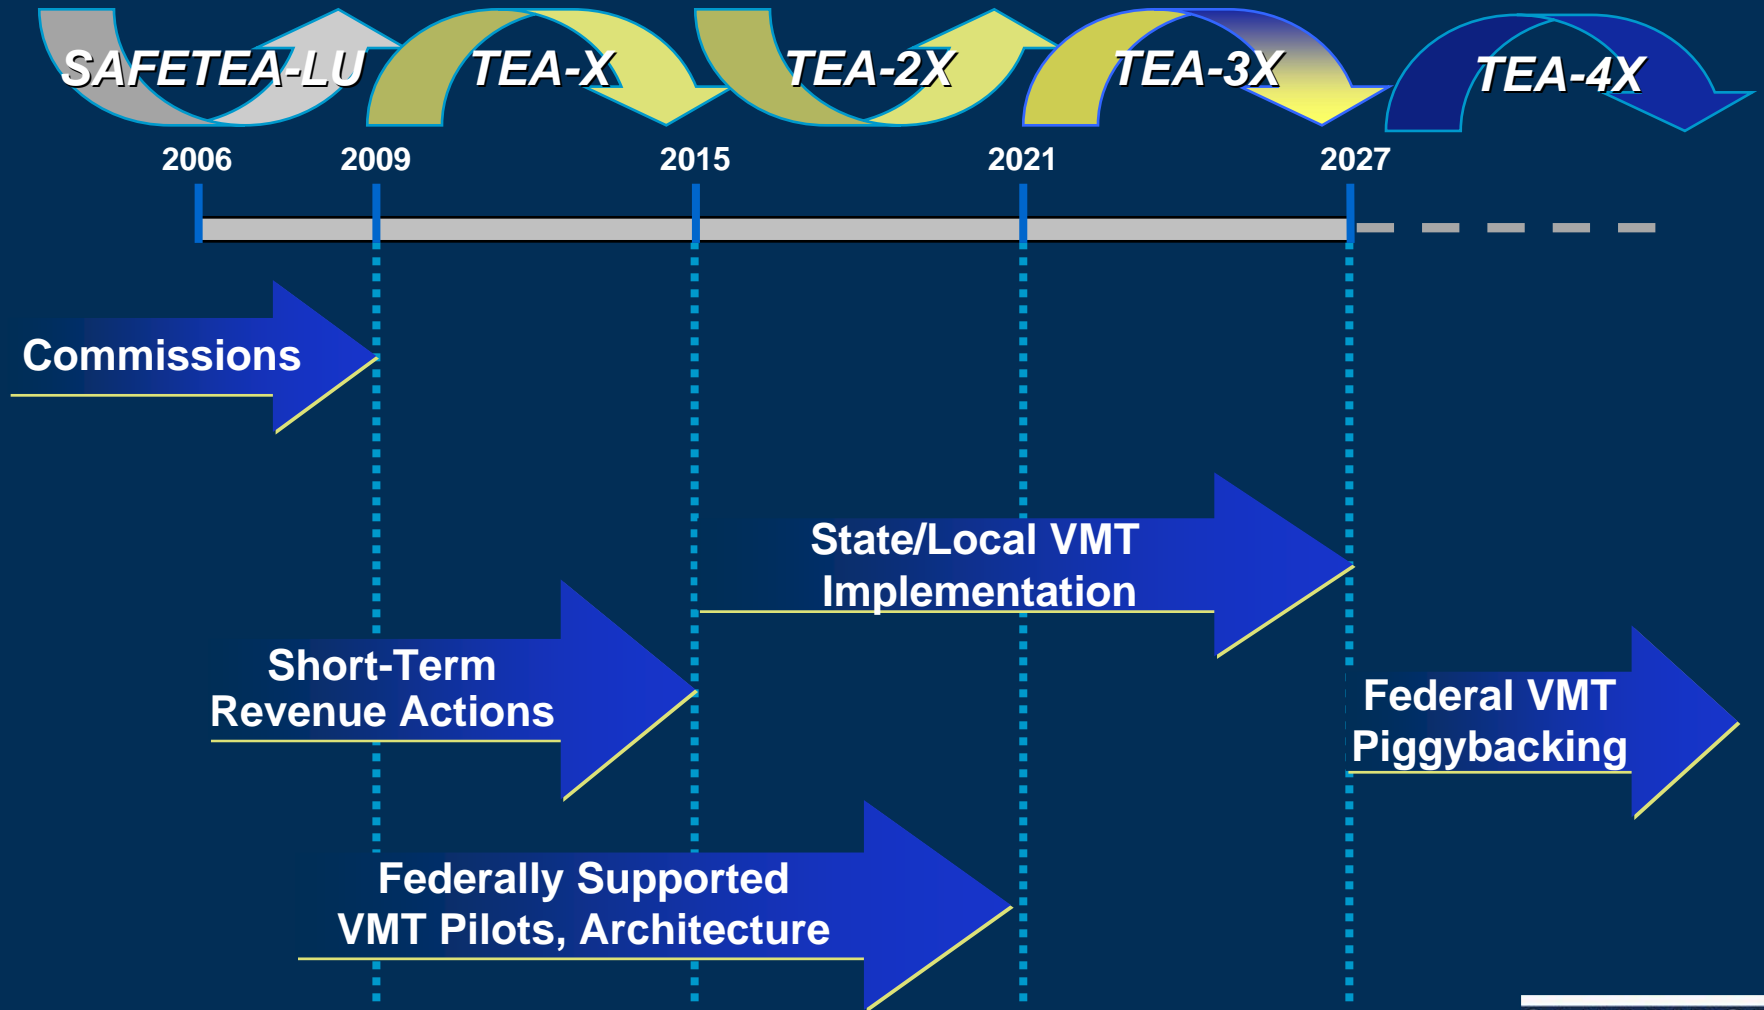 SAFETEA-LU
TEA-X
TEA-2X
TEA-3X
TEA-4X
2006
2009
2015
2021
2027
Commissions
State/Local VMT
Implementation
Short-Term
Revenue Actions
Federal VMT
Piggybacking
Federally Supported
VMT Pilots, Architecture